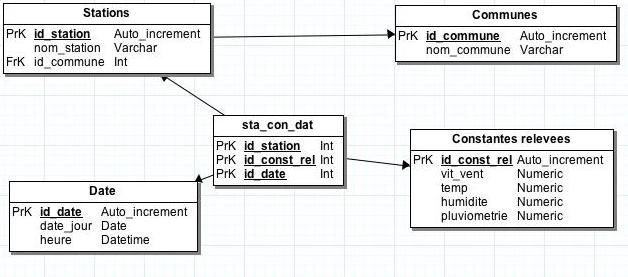 Stations
PrK id_station Auto_increment
nom_station Varchar
FrK id_commune Int
Communes
PrK id_commune Auto_increment
nom_commune Varchar
sta_con_dat
PrK id_station Int
PrK id_const_rel Int
PrK id_date Int
Constantes relevees
PrK id_const_rel Auto_increment
vit_vent Numeric
temp Numeric
humidite Numeric
pluviometrie Numeric
Date
PrK id_date Auto_increment
date_jour Date
heure Datetime